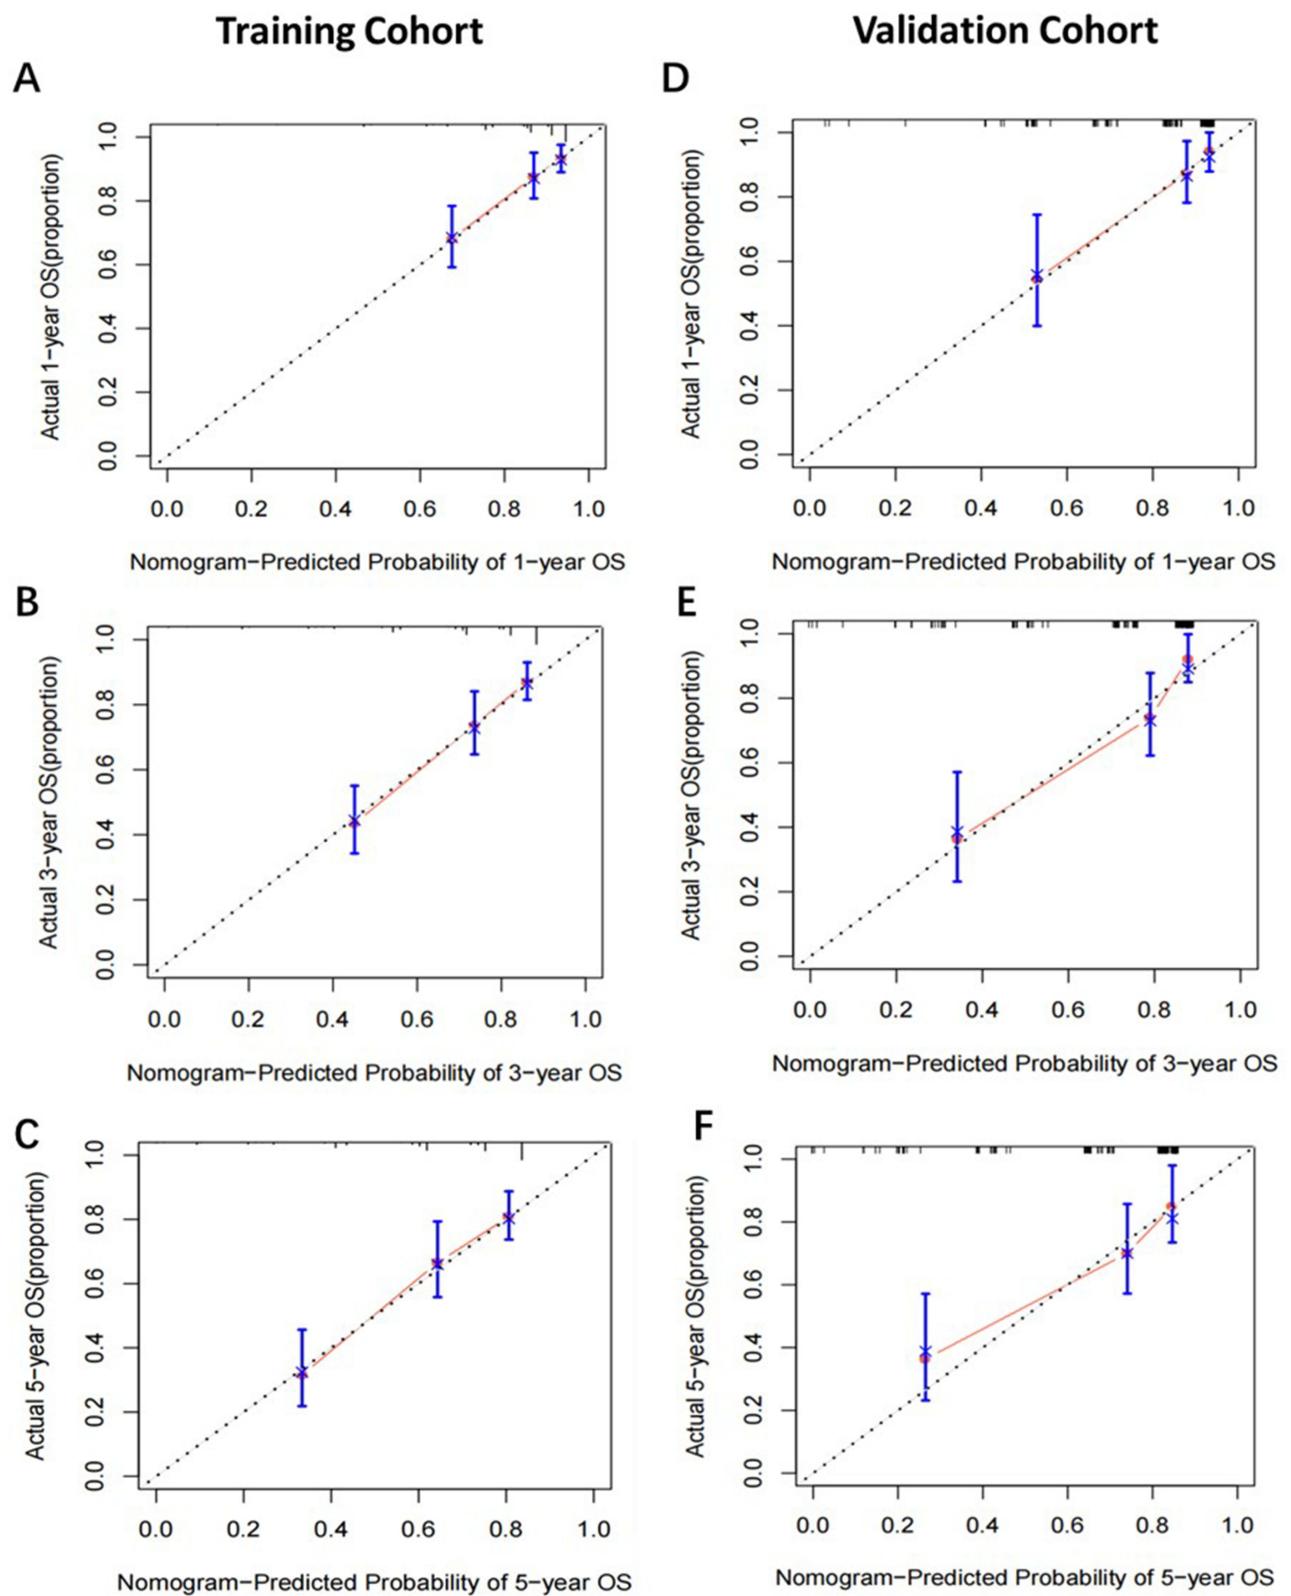 Training Cohort
Validation Cohort
A
Actual 1−year OS(proportion)
0.0 0.2 0.4 0.6 0.8 1.0
0.0 0.2 0.4 0.6 0.8 1.0
Nomogram−Predicted Probability of 1−year OS
D
Actual 1−year OS(proportion)
0.0 0.2 0.4 0.6 0.8 1.0
0.0 0.2 0.4 0.6 0.8 1.0
Nomogram−Predicted Probability of 1−year OS
B
Actual 3−year OS(proportion)
0.0 0.2 0.4 0.6 0.8 1.0
0.0 0.2 0.4 0.6 0.8 1.0
Nomogram−Predicted Probability of 3−year OS
E
Actual 3−year OS(proportion)
0.0 0.2 0.4 0.6 0.8 1.0
0.0 0.2 0.4 0.6 0.8 1.0
Nomogram−Predicted Probability of 3−year OS
C
Actual 5−year OS(proportion)
0.0 0.2 0.4 0.6 0.8 1.0
0.0 0.2 0.4 0.6 0.8 1.0
Nomogram−Predicted Probability of 5−year OS
F
Actual 5−year OS(proportion)
0.0 0.2 0.4 0.6 0.8 1.0
0.0 0.2 0.4 0.6 0.8 1.0
Nomogram−Predicted Probability of 5−year OS